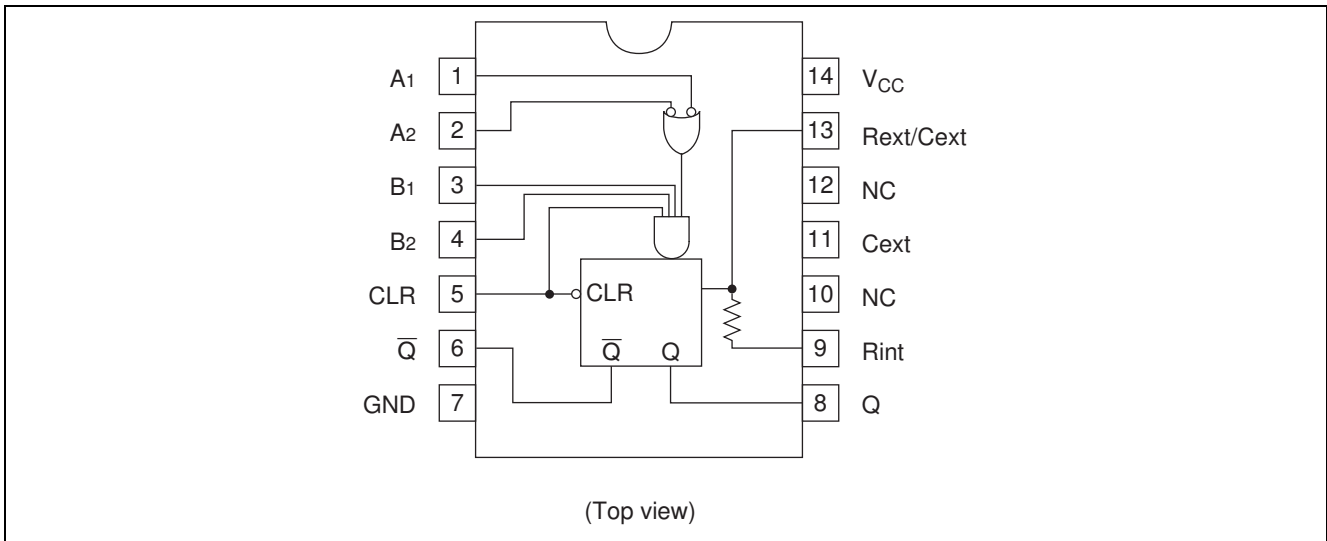 A1 1 14 VCC
A2 2 13 Rext/Cext
B1 3 12 NC
B2 4 11 Cext
CLR 5 CLR 10 NC
Q̅ 6 Q̅ Q 9 Rint
GND 7 8 Q
(Top view)